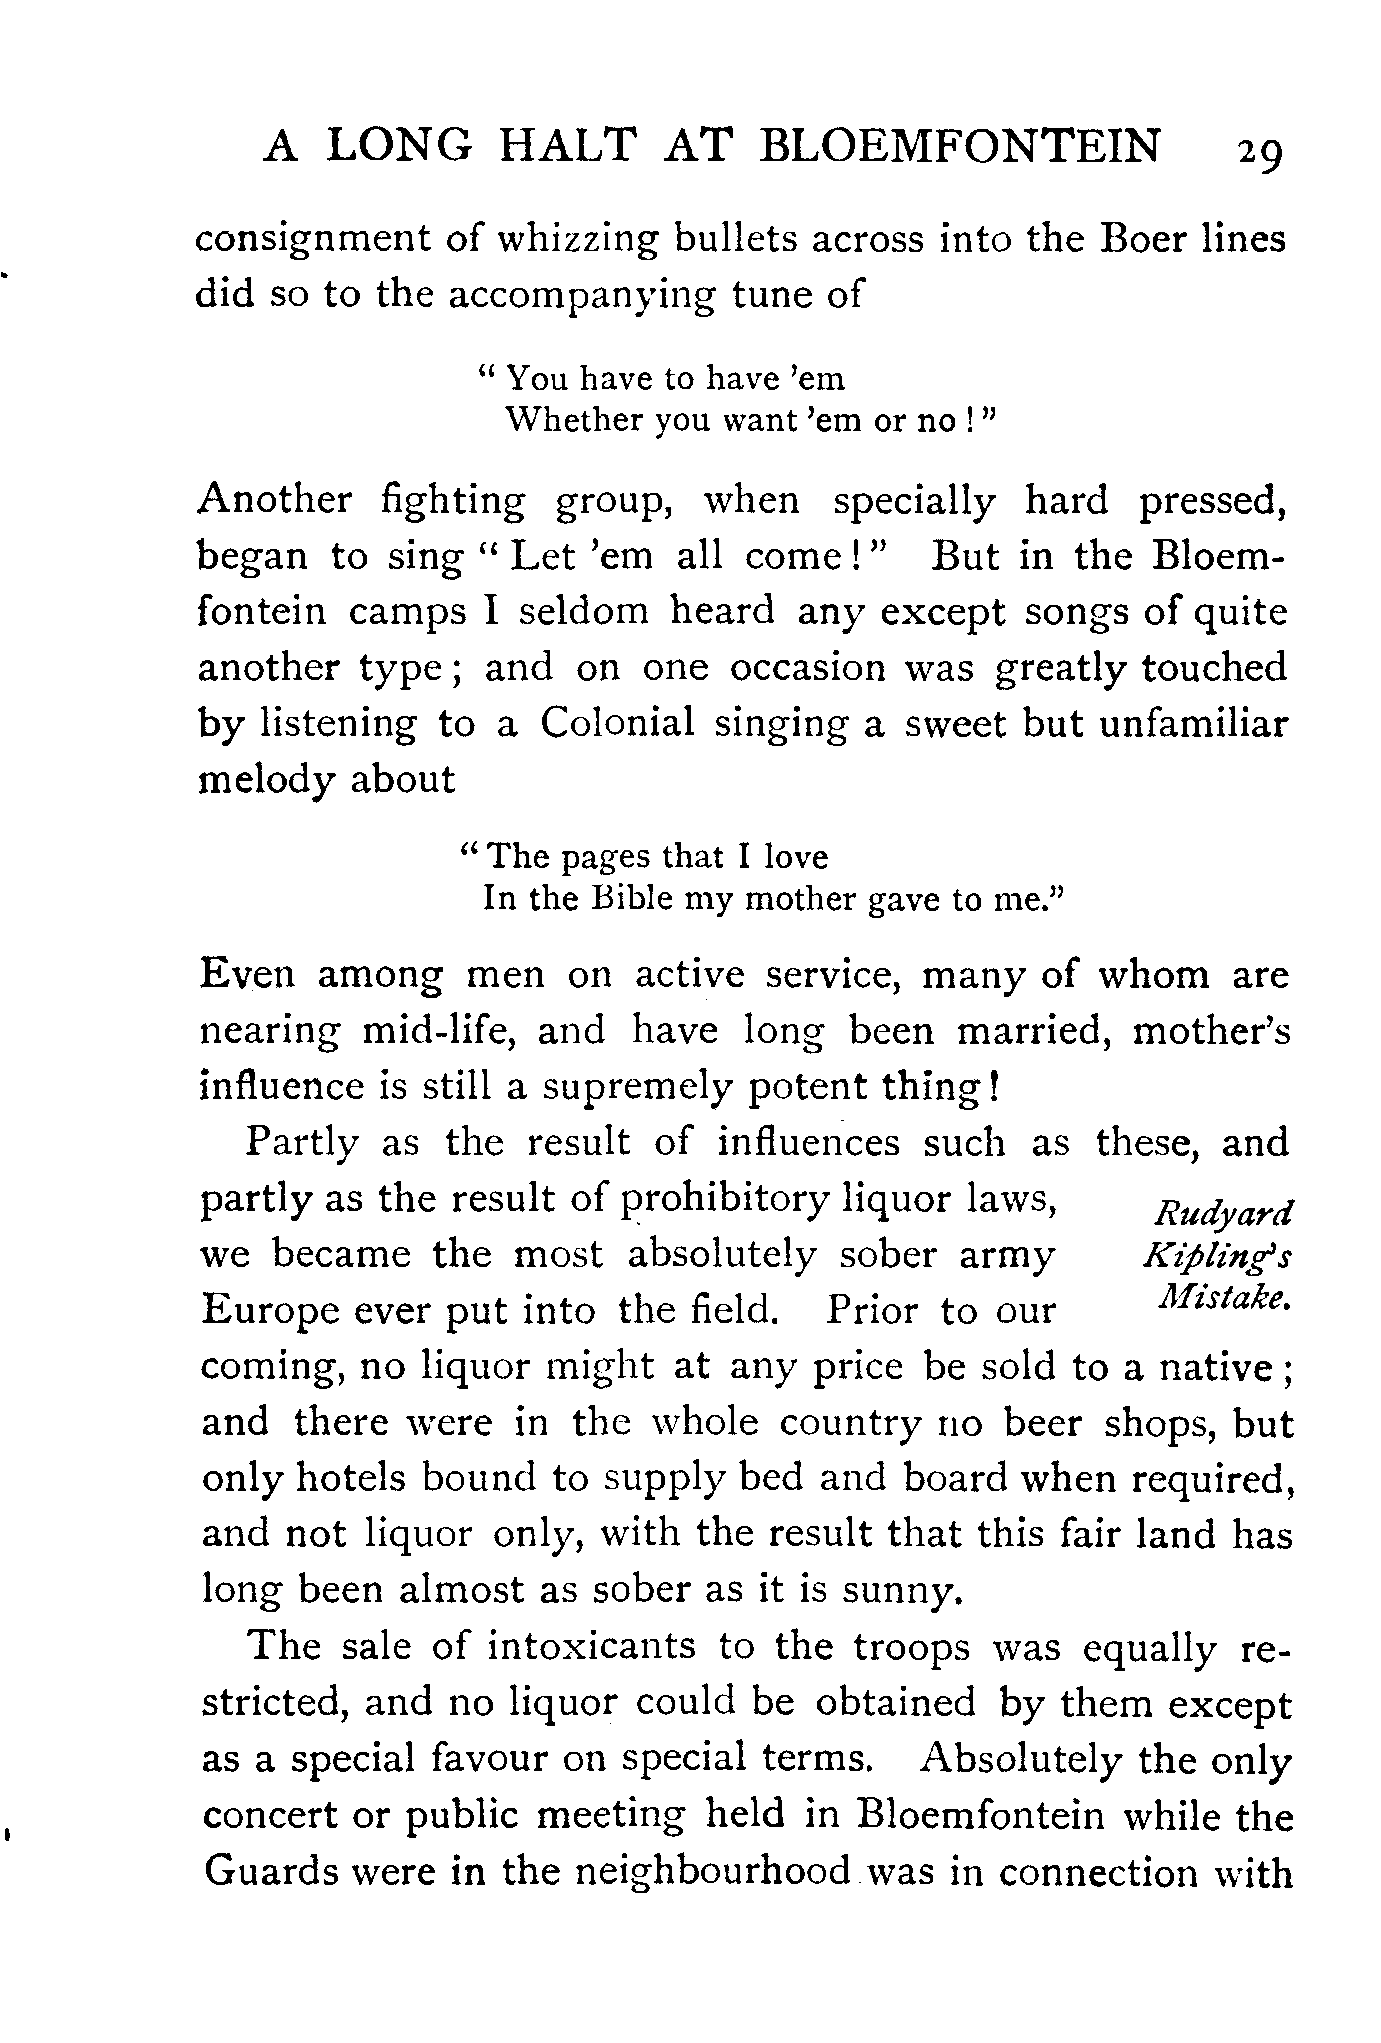 A LONG HALT AT BLOEMFONTEIN 29
consignment of whizzing bullets across into the Boer lines
did so to the accompanying tune of
“ You have to have ’em
Whether you want ’em or no ! ”
Another fighting group, when specially hard pressed,
began to sing “ Let ’em all come ! ” But in the Bloem-
fontein camps I seldom heard any except songs of quite
another type ; and on one occasion was greatly touched
by listening to a Colonial singing a sweet but unfamiliar
melody about
“ The pages that I love
In the Bible my mother gave to me.”
Even among men on active service, many of whom are
nearing mid-life, and have long been married, mother’s
influence is still a supremely potent thing !
Partly as the result of influences such as these, and
partly as the result of prohibitory liquor laws,
we became the most absolutely sober army
Europe ever put into the field. Prior to our
Rudyard
Kipling’s
Mistake.
coming, no liquor might at any price be sold to a native ;
and there were in the whole country no beer shops, but
only hotels bound to supply bed and board when required,
and not liquor only, with the result that this fair land has
long been almost as sober as it is sunny.
The sale of intoxicants to the troops was equally re-
stricted, and no liquor could be obtained by them except
as a special favour on special terms. Absolutely the only
concert or public meeting held in Bloemfontein while the
Guards were in the neighbourhood was in connection with